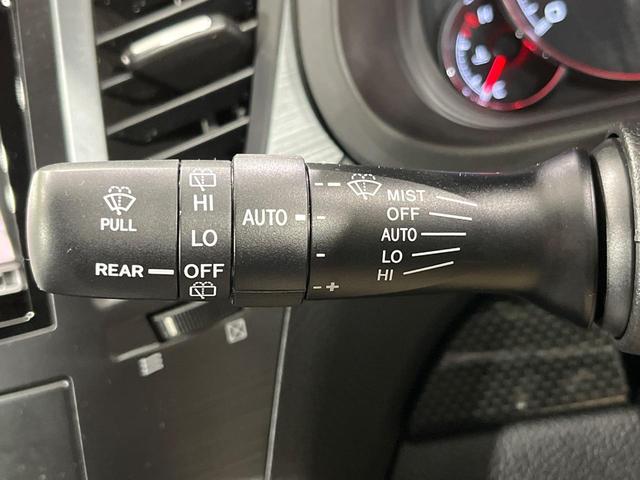 PULL
REAR
HI
LO
OFF
AUTO
- +
MIST
OFF
AUTO
LO
HI